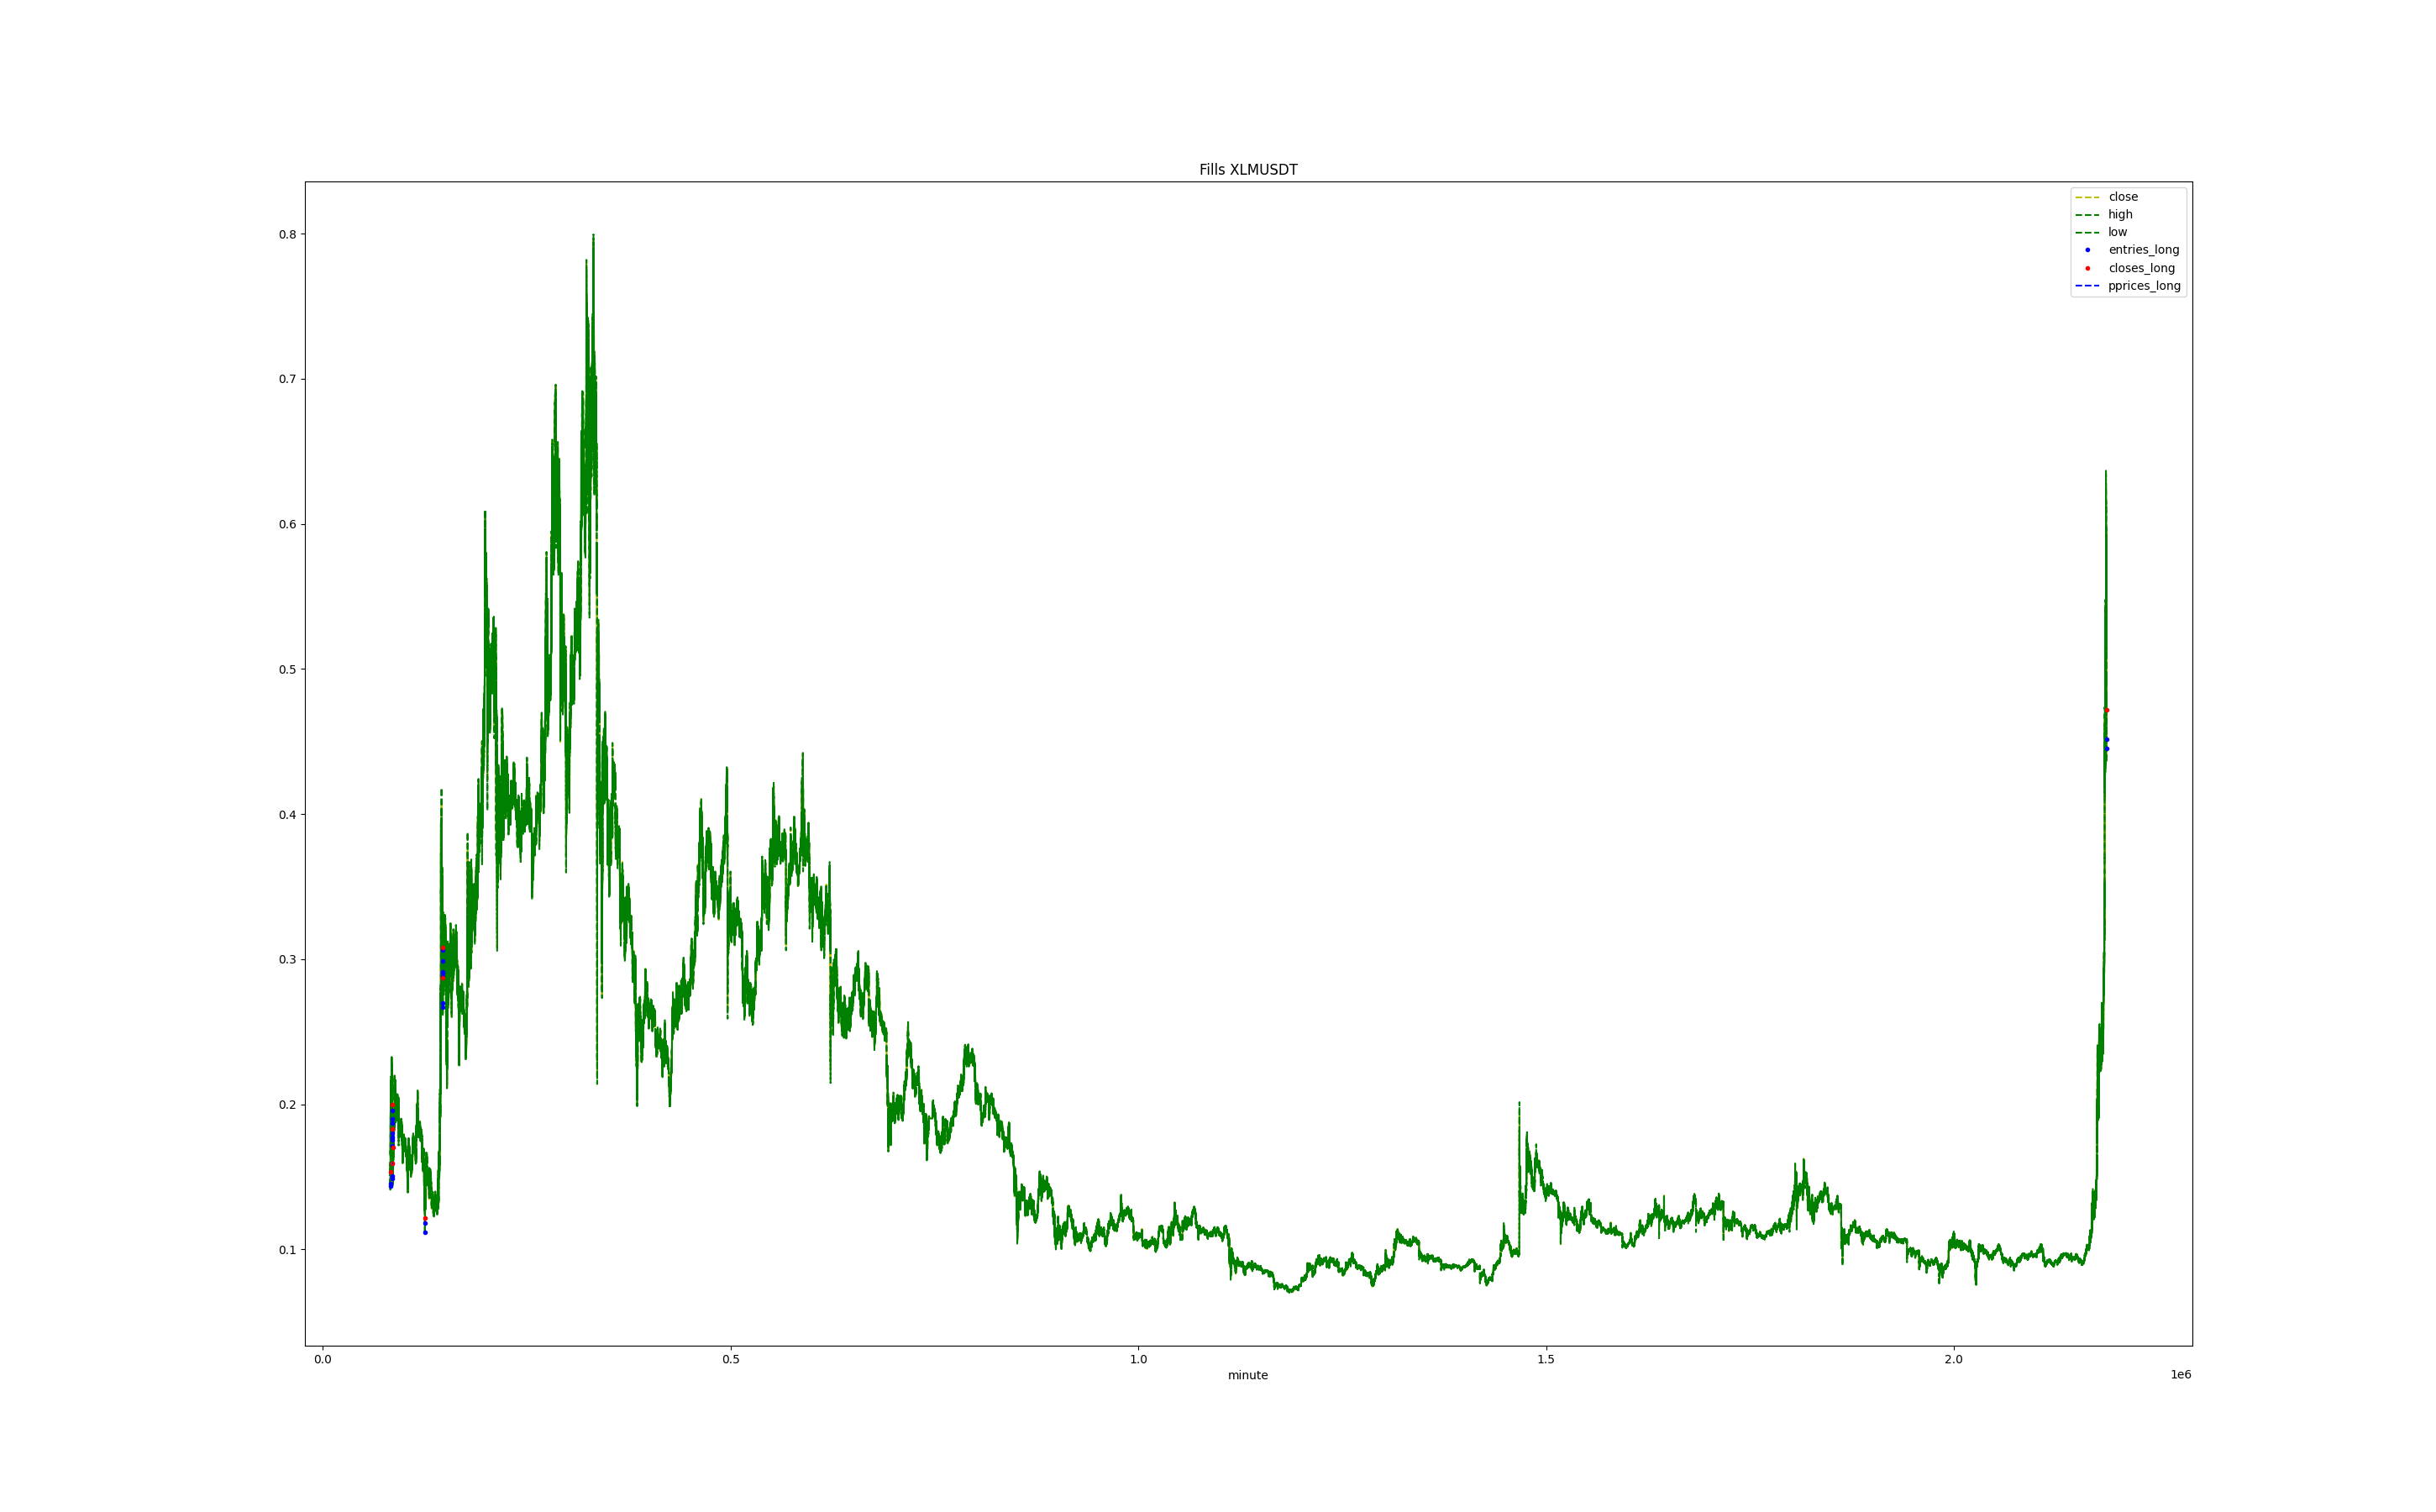 Fills XLMUSDT
close
high
low
entries_long
closes_long
pprices_long
0.8
0.7
0.6
0.5
0.4
0.3
0.2
0.1
0.0 0.5 1.0 1.5 2.0
minute
1e6